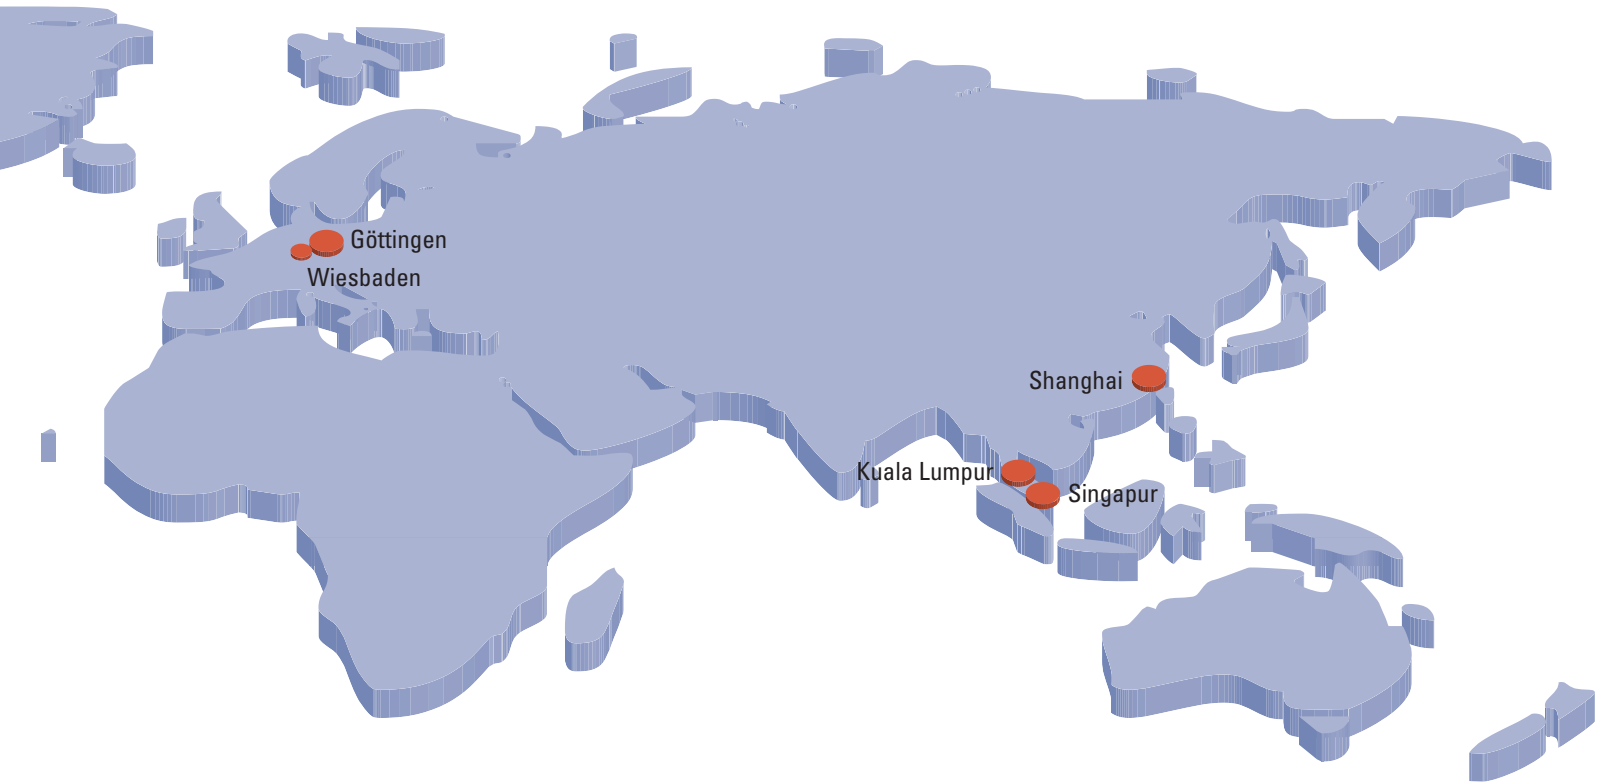 Göttingen
Wiesbaden
Shanghai
Kuala Lumpur
Singapur